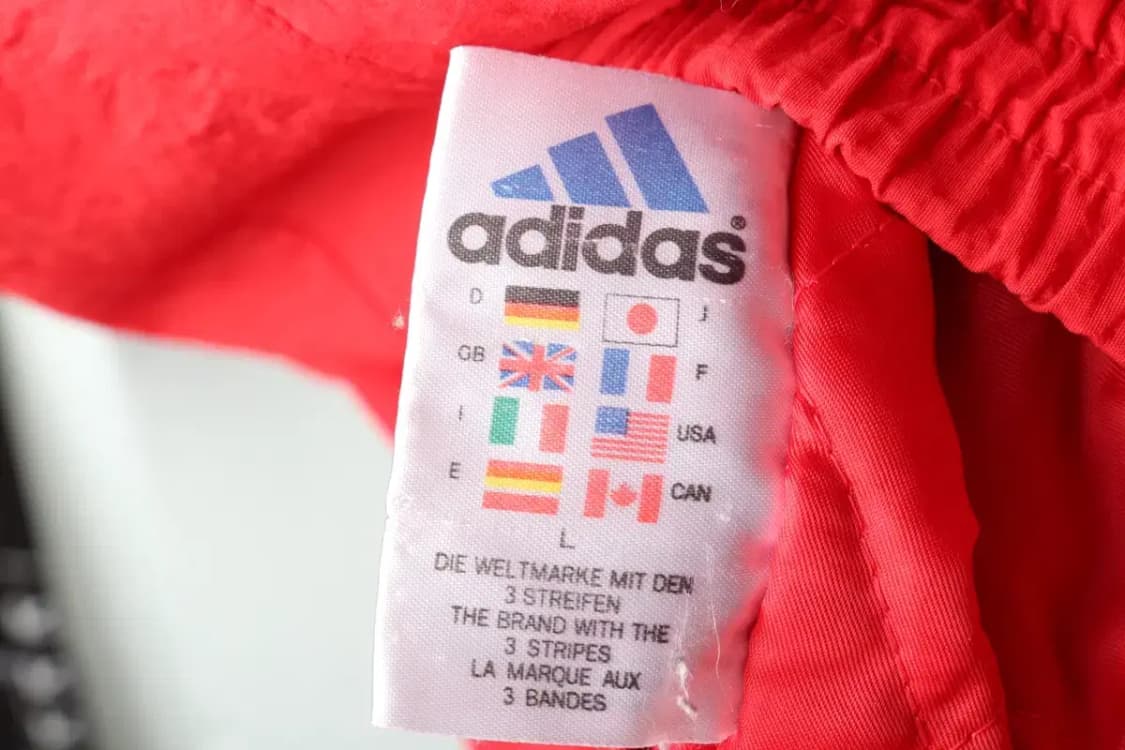 adidas®
D J
GB F
I USA
E CAN
L
DIE WELTMARKE MIT DEN
3 STREIFEN
THE BRAND WITH THE
3 STRIPES
LA MARQUE AUX
3 BANDES